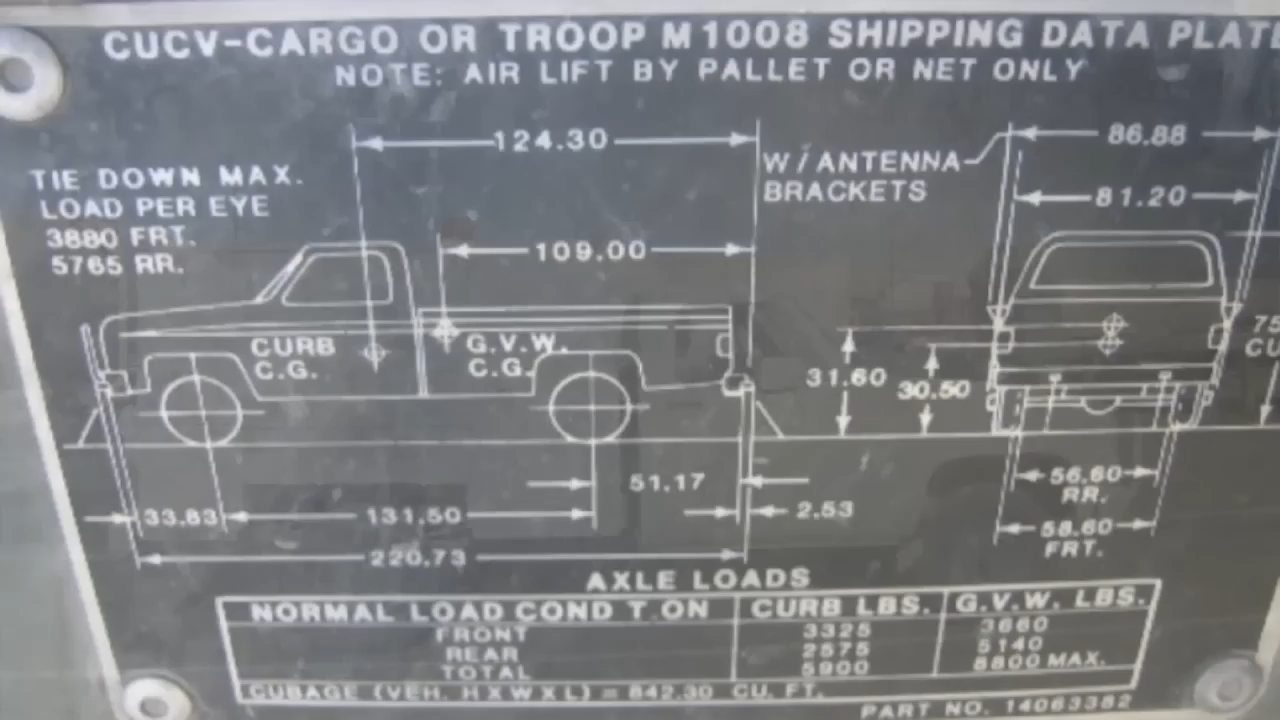 CUCV-CARGO OR TROOP M1008 SHIPPING DATA PLATE
NOTE: AIR LIFT BY PALLET OR NET ONLY
124.30
86.88
W/ANTENNA
BRACKETS
TIE DOWN MAX.
LOAD PER EYE
3880 FRT.
5765 RR.
81.20
109.00
CURB
C.G.
G.V.W.
C.G.
31.60
30.50
75
CU
51.17
56.60
RR.
33.83
131.50
2.53
58.60
FRT.
220.73
AXLE LOADS
NORMAL LOAD COND T.ON CURB LBS. G.V.W. LBS.
FRONT 3325 3660
REAR 2575 5140
TOTAL 5900 8800 MAX.
CUBAGE (VEH. H X W X L) = 842.30 CU. FT.
PART NO. 14063382